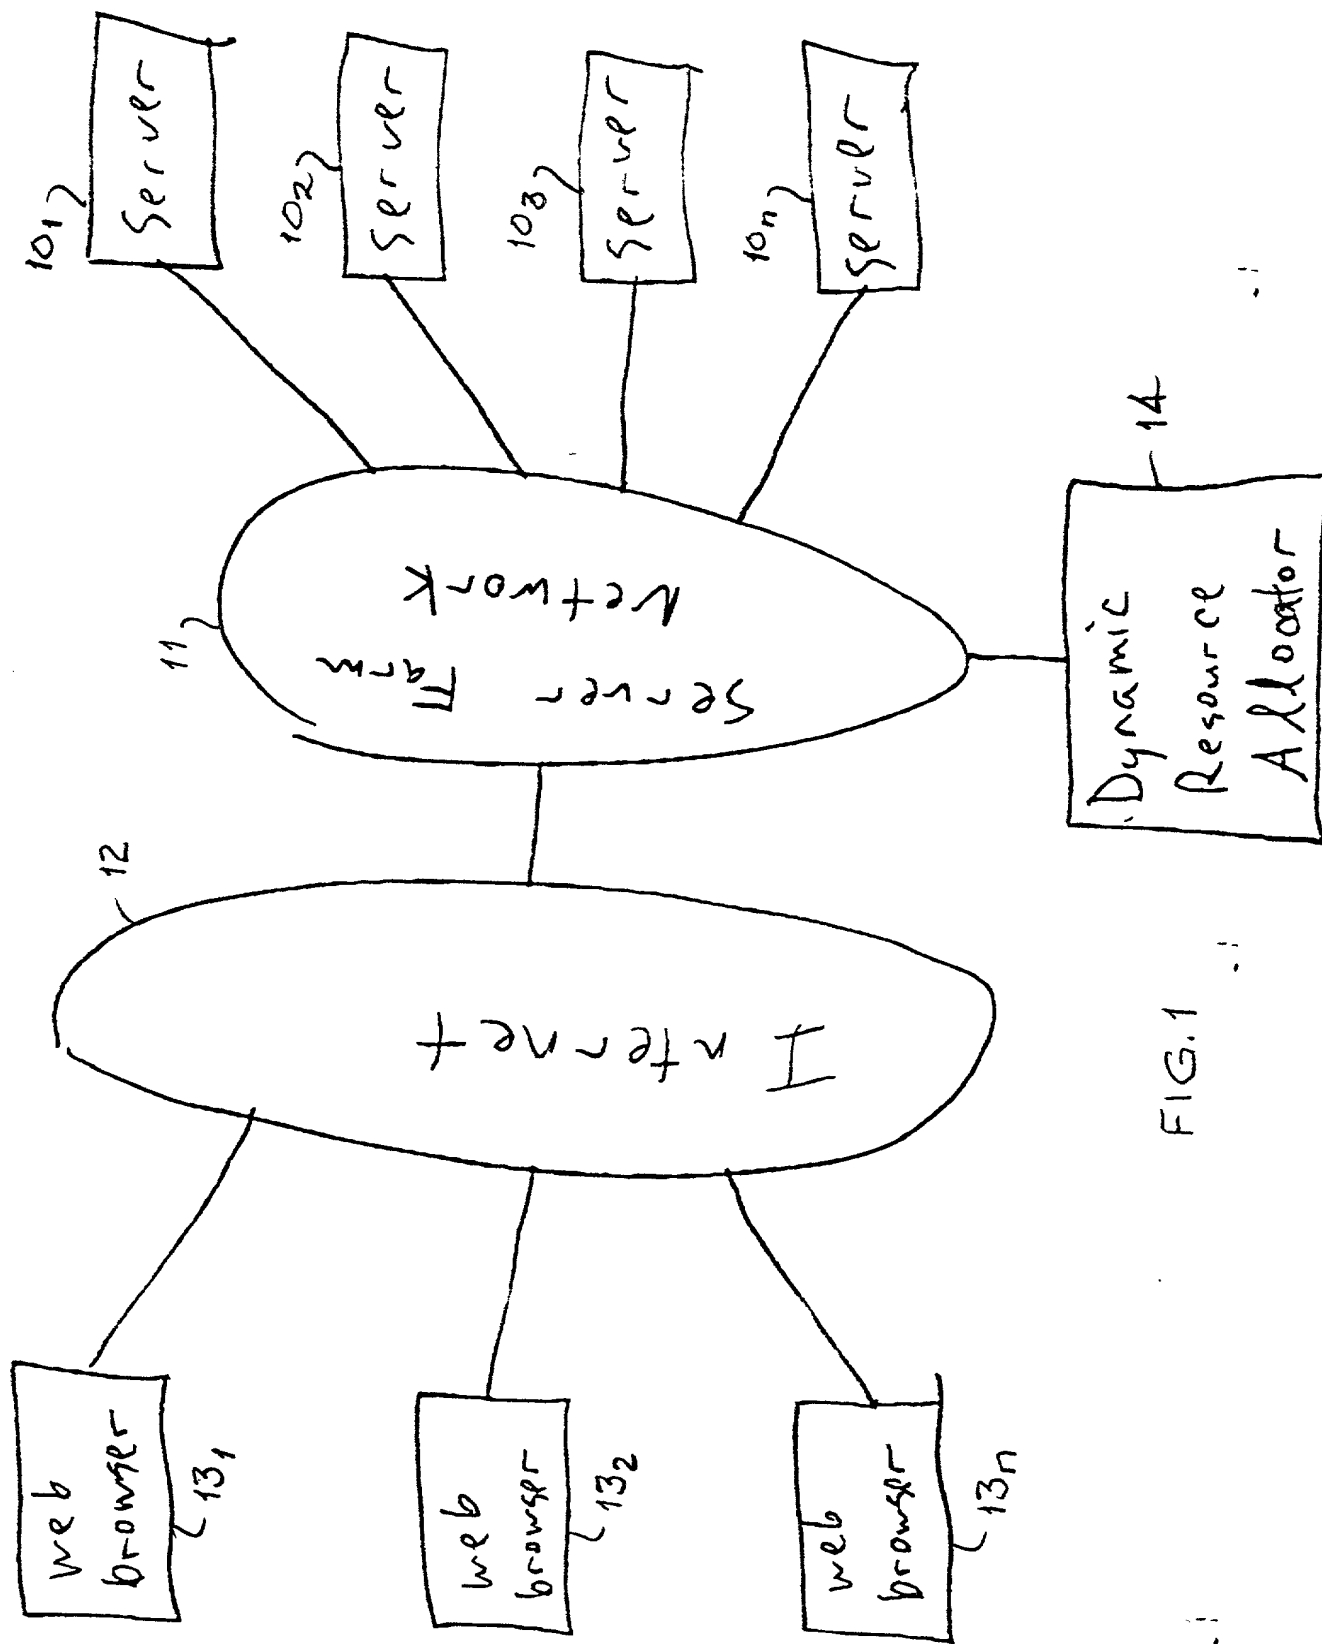 web
browser
13₁
web
browser
13₂
web
browser
13ₙ
12
Internet
11
Server Farm
Network
10₁
Server
10₂
Server
10₃
Server
10ₙ
Server
Dynamic
Resource
Allocator
14
FIG.1